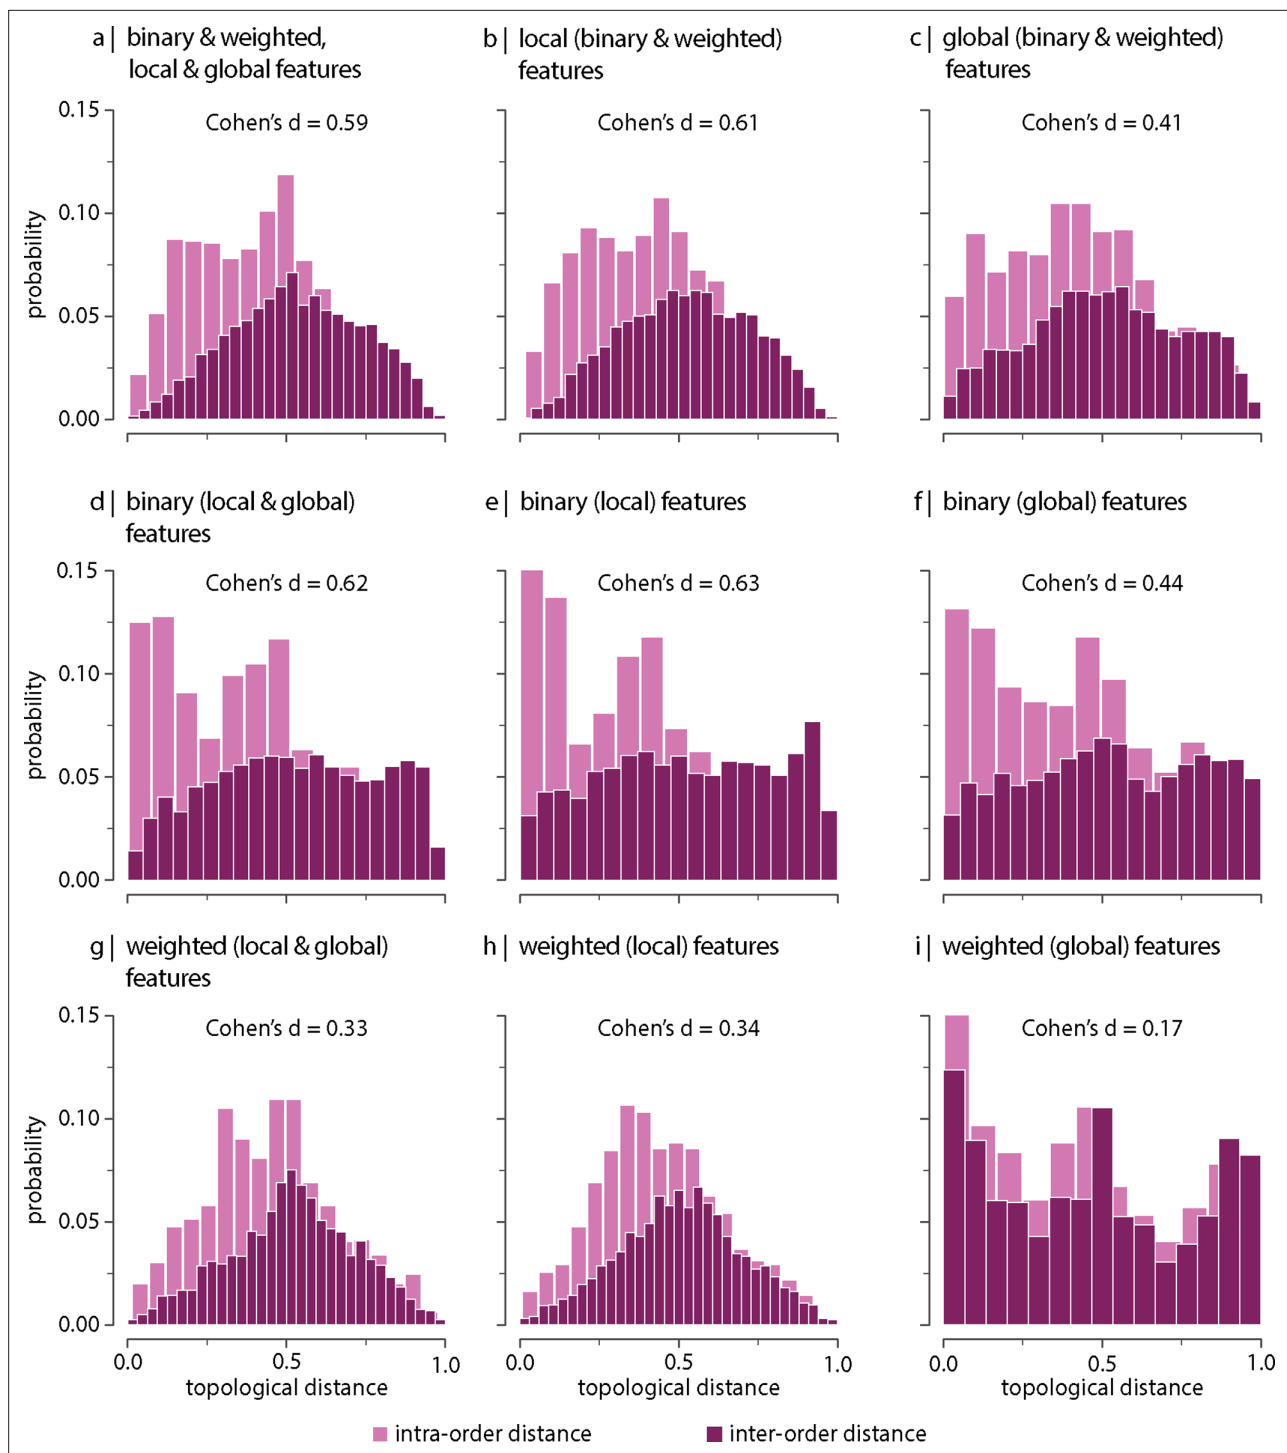 a | binary & weighted,
local & global features
b | local (binary & weighted)
features
c | global (binary & weighted)
features
Cohen’s d = 0.59
Cohen’s d = 0.61
Cohen’s d = 0.41
0.15
0.10
0.05
0.00
probability
d | binary (local & global)
features
e | binary (local) features
f | binary (global) features
Cohen’s d = 0.62
Cohen’s d = 0.63
Cohen’s d = 0.44
0.15
0.10
0.05
0.00
probability
g | weighted (local & global)
features
h | weighted (local) features
i | weighted (global) features
Cohen’s d = 0.33
Cohen’s d = 0.34
Cohen’s d = 0.17
0.15
0.10
0.05
0.00
probability
0.0 0.5 1.0
topological distance
0.0 0.5 1.0
topological distance
0.0 0.5 1.0
topological distance
intra-order distance
inter-order distance